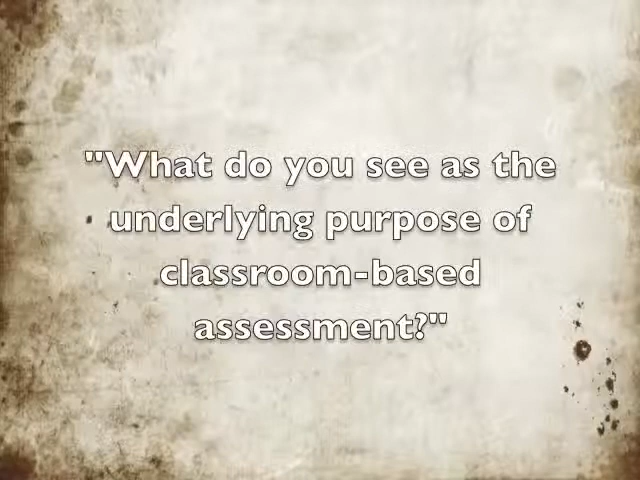 "What do you see as the
underlying purpose of
classroom-based
assessment?"